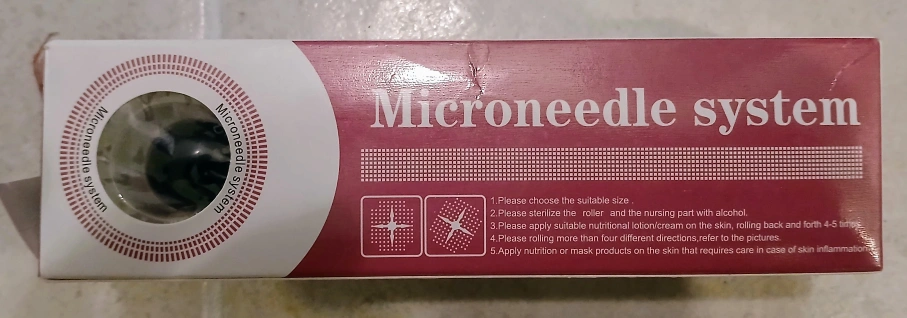 Microneedle system
Microneedle system
Microneedle system
1.Please choose the suitable size .
2.Please sterilize the roller and the nursing part with alcohol.
3.Please apply suitable nutritional lotion/cream on the skin, rolling back and forth 4-5 times.
4.Please rolling more than four different directions,refer to the pictures.
5.Apply nutrition or mask products on the skin that requires care in case of skin inflammation